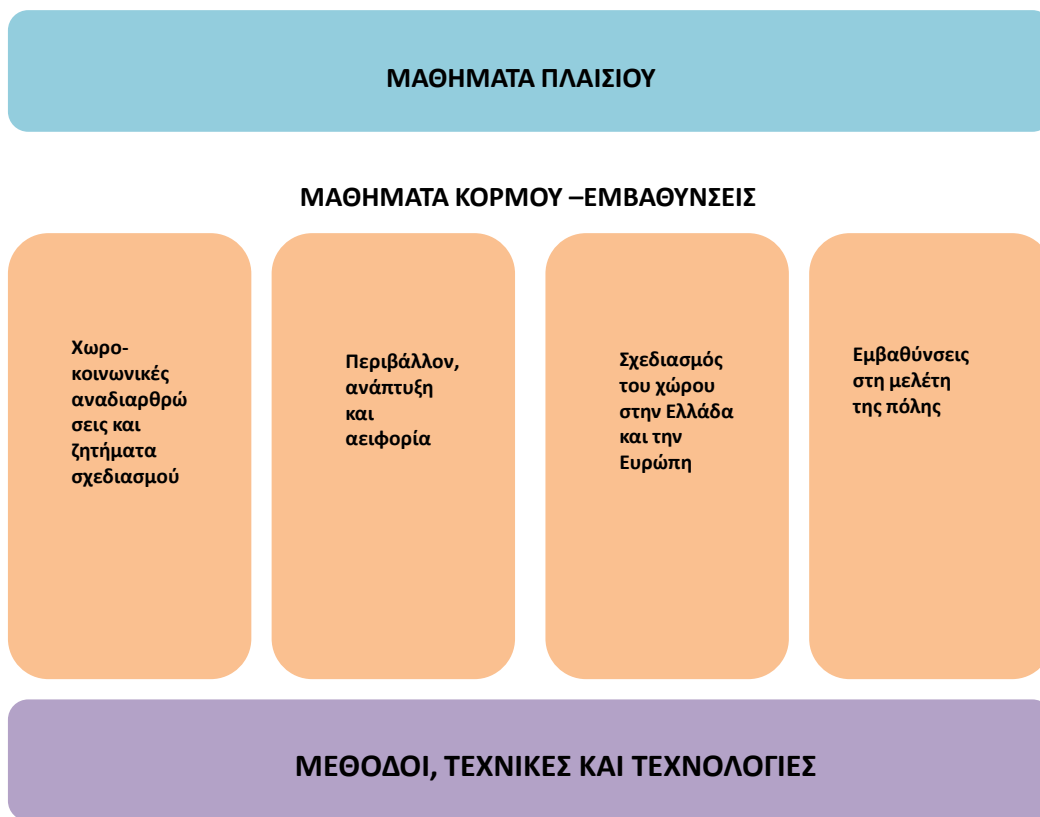 ΜΑΘΗΜΑΤΑ ΠΛΑΙΣΙΟΥ
ΜΑΘΗΜΑΤΑ ΚΟΡΜΟΥ –ΕΜΒΑΘΥΝΣΕΙΣ
Χωρο-
κοινωνικές
αναδιαρθρώ
σεις και
ζητήματα
σχεδιασμού
Περιβάλλον,
ανάπτυξη
και
αειφορία
Σχεδιασμός
του χώρου
στην Ελλάδα
και την
Ευρώπη
Εμβαθύνσεις
στη μελέτη
της πόλης
ΜΕΘΟΔΟΙ, ΤΕΧΝΙΚΕΣ ΚΑΙ ΤΕΧΝΟΛΟΓΙΕΣ